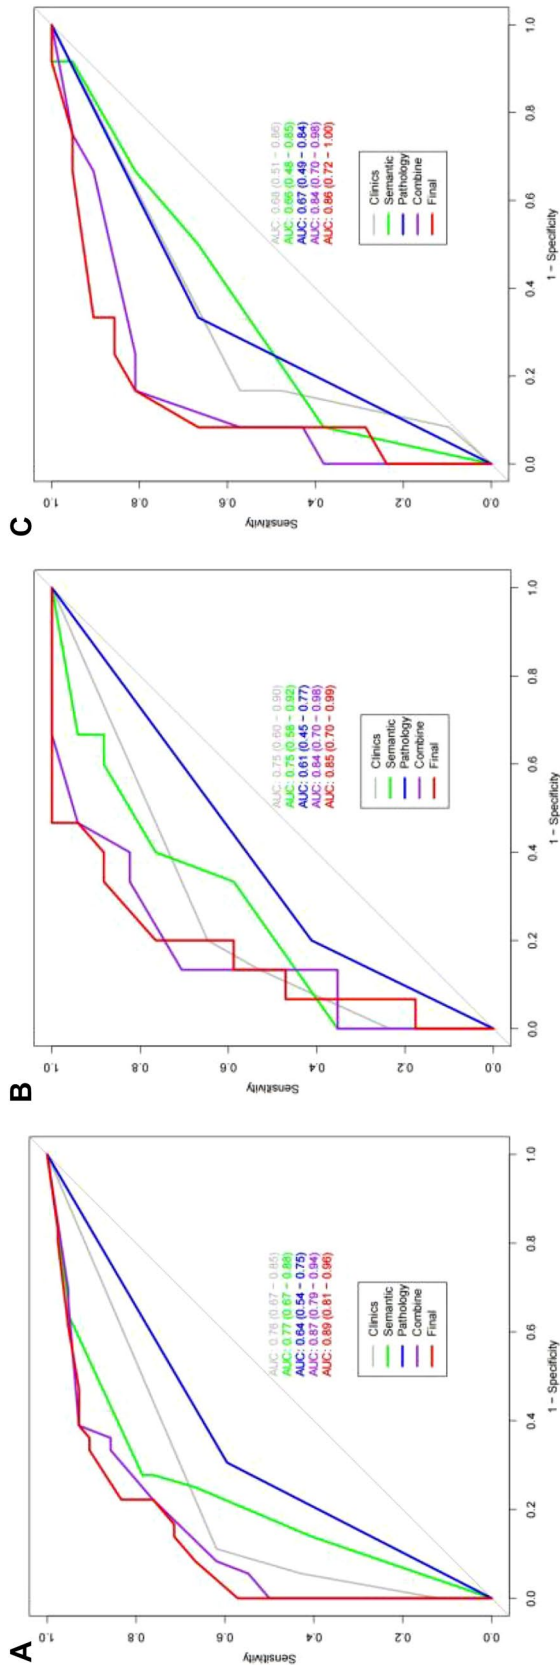 A
Sensitivity
1.0
0.8
0.6
0.4
0.2
0.0
0.0
0.2
0.4
0.6
0.8
1.0
1 − Specificity
AUC: 0.76 (0.67 − 0.85)
AUC: 0.77 (0.67 − 0.88)
AUC: 0.64 (0.54 − 0.75)
AUC: 0.87 (0.79 − 0.94)
AUC: 0.89 (0.81 − 0.96)
Clinics
Semantic
Pathology
Combine
Final
B
Sensitivity
1.0
0.8
0.6
0.4
0.2
0.0
0.0
0.2
0.4
0.6
0.8
1.0
1 − Specificity
AUC: 0.75 (0.60 − 0.90)
AUC: 0.75 (0.58 − 0.92)
AUC: 0.61 (0.45 − 0.77)
AUC: 0.84 (0.70 − 0.98)
AUC: 0.85 (0.70 − 0.99)
Clinics
Semantic
Pathology
Combine
Final
C
Sensitivity
1.0
0.8
0.6
0.4
0.2
0.0
0.0
0.2
0.4
0.6
0.8
1.0
1 − Specificity
AUC: 0.68 (0.51 − 0.86)
AUC: 0.66 (0.48 − 0.85)
AUC: 0.67 (0.49 − 0.84)
AUC: 0.84 (0.70 − 0.98)
AUC: 0.86 (0.72 − 1.00)
Clinics
Semantic
Pathology
Combine
Final